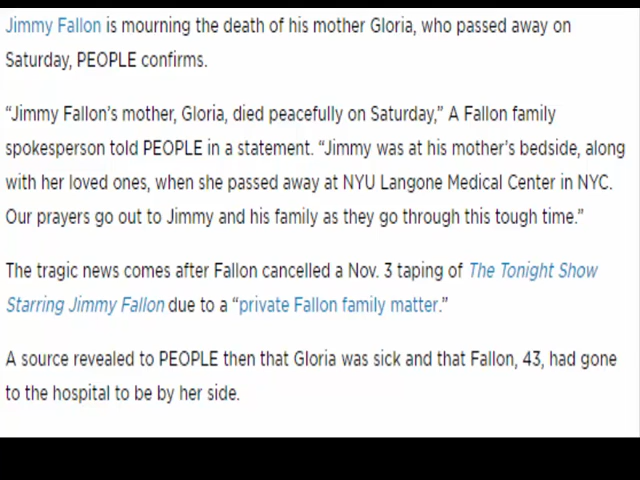 Jimmy Fallon is mourning the death of his mother Gloria, who passed away on
Saturday, PEOPLE confirms.
“Jimmy Fallon’s mother, Gloria, died peacefully on Saturday,” A Fallon family
spokesperson told PEOPLE in a statement. “Jimmy was at his mother’s bedside, along
with her loved ones, when she passed away at NYU Langone Medical Center in NYC.
Our prayers go out to Jimmy and his family as they go through this tough time.”
The tragic news comes after Fallon cancelled a Nov. 3 taping of The Tonight Show
Starring Jimmy Fallon due to a “private Fallon family matter.”
A source revealed to PEOPLE then that Gloria was sick and that Fallon, 43, had gone
to the hospital to be by her side.